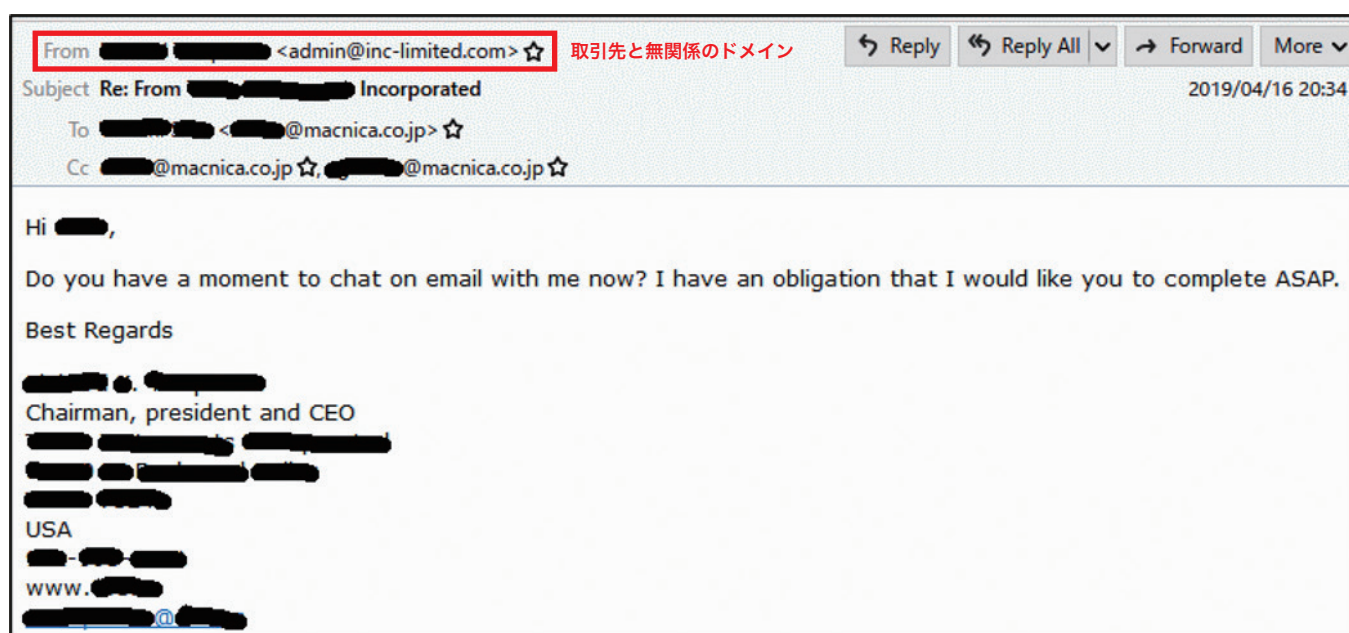 From <admin@inc-limited.com> 取引先と無関係のドメイン Reply Reply All Forward More
Subject Re: From Incorporated 2019/04/16 20:34
To < @macnica.co.jp>
Cc @macnica.co.jp , @macnica.co.jp
Hi ,
Do you have a moment to chat on email with me now? I have an obligation that I would like you to complete ASAP.
Best Regards
Chairman, president and CEO
USA
www.
@